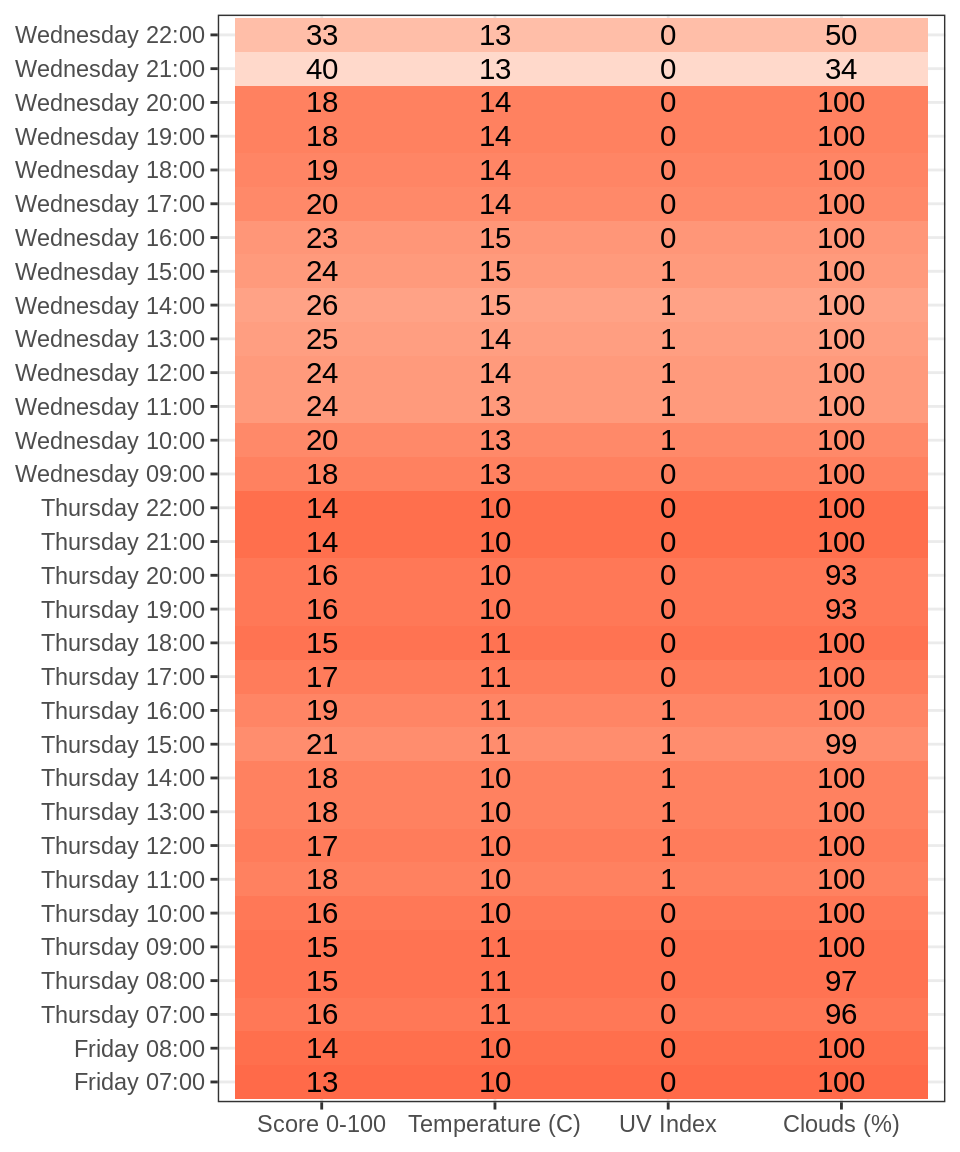 Wednesday 22:00 33 13 0 50
Wednesday 21:00 40 13 0 34
Wednesday 20:00 18 14 0 100
Wednesday 19:00 18 14 0 100
Wednesday 18:00 19 14 0 100
Wednesday 17:00 20 14 0 100
Wednesday 16:00 23 15 0 100
Wednesday 15:00 24 15 1 100
Wednesday 14:00 26 15 1 100
Wednesday 13:00 25 14 1 100
Wednesday 12:00 24 14 1 100
Wednesday 11:00 24 13 1 100
Wednesday 10:00 20 13 1 100
Wednesday 09:00 18 13 0 100
Thursday 22:00 14 10 0 100
Thursday 21:00 14 10 0 100
Thursday 20:00 16 10 0 93
Thursday 19:00 16 10 0 93
Thursday 18:00 15 11 0 100
Thursday 17:00 17 11 0 100
Thursday 16:00 19 11 1 100
Thursday 15:00 21 11 1 99
Thursday 14:00 18 10 1 100
Thursday 13:00 18 10 1 100
Thursday 12:00 17 10 1 100
Thursday 11:00 18 10 1 100
Thursday 10:00 16 10 0 100
Thursday 09:00 15 11 0 100
Thursday 08:00 15 11 0 97
Thursday 07:00 16 11 0 96
Friday 08:00 14 10 0 100
Friday 07:00 13 10 0 100
Score 0-100 Temperature (C) UV Index Clouds (%)